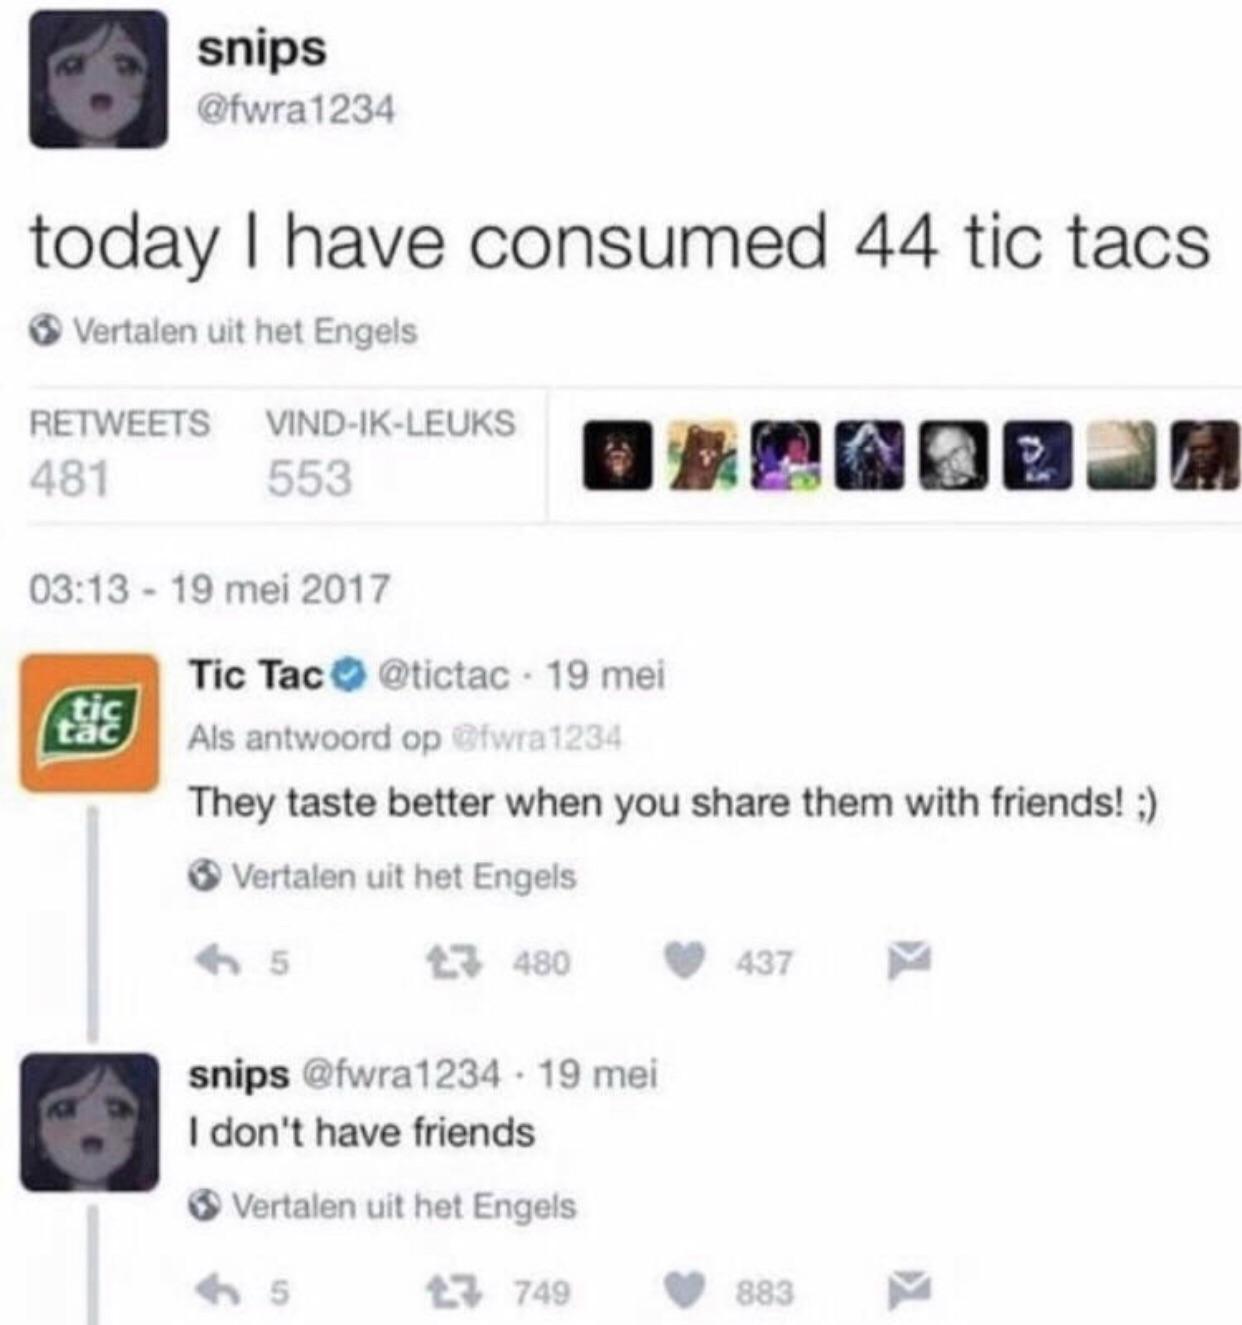 snips
@fwra1234
today I have consumed 44 tic tacs
Vertalen uit het Engels
RETWEETS VIND-IK-LEUKS
481 553
03:13 - 19 mei 2017
tic
tac
Tic Tac @tictac · 19 mei
Als antwoord op @fwra1234
They taste better when you share them with friends! ;)
Vertalen uit het Engels
5 480 437
snips @fwra1234 · 19 mei
I don't have friends
Vertalen uit het Engels
5 749 883